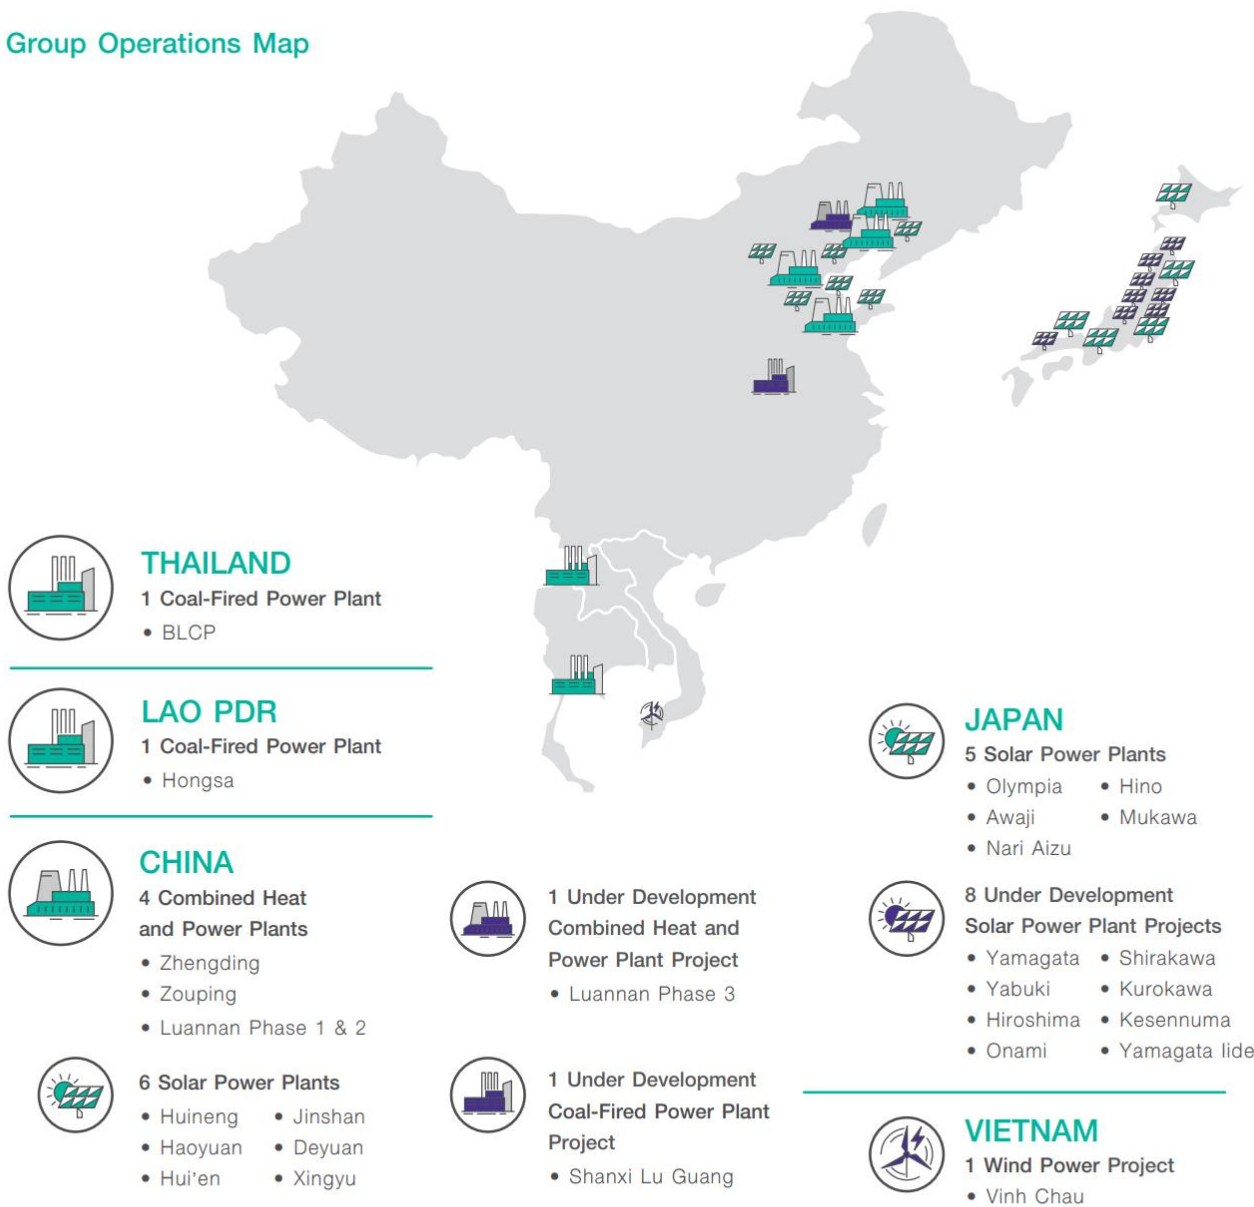 Group Operations Map
THAILAND
1 Coal-Fired Power Plant
• BLCP
LAO PDR
1 Coal-Fired Power Plant
• Hongsa
CHINA
4 Combined Heat
and Power Plants
• Zhengding
• Zouping
• Luannan Phase 1 & 2
6 Solar Power Plants
• Huineng • Jinshan
• Haoyuan • Deyuan
• Hui'en • Xingyu
1 Under Development
Combined Heat and
Power Plant Project
• Luannan Phase 3
1 Under Development
Coal-Fired Power Plant
Project
• Shanxi Lu Guang
JAPAN
5 Solar Power Plants
• Olympia • Hino
• Awaji • Mukawa
• Nari Aizu
8 Under Development
Solar Power Plant Projects
• Yamagata • Shirakawa
• Yabuki • Kurokawa
• Hiroshima • Kesennuma
• Onami • Yamagata Iide
VIETNAM
1 Wind Power Project
• Vinh Chau